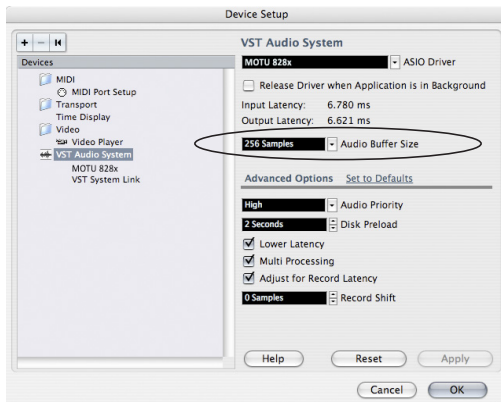 Device Setup
+ −
Devices
MIDI
MIDI Port Setup
Transport
Time Display
Video
Video Player
VST Audio System
MOTU 828x
VST System Link
VST Audio System
MOTU 828x ASIO Driver
Release Driver when Application is in Background
Input Latency: 6.780 ms
Output Latency: 6.621 ms
256 Samples Audio Buffer Size
Advanced Options Set to Defaults
High Audio Priority
2 Seconds Disk Preload
Lower Latency
Multi Processing
Adjust for Record Latency
0 Samples Record Shift
Help Reset Apply
Cancel OK